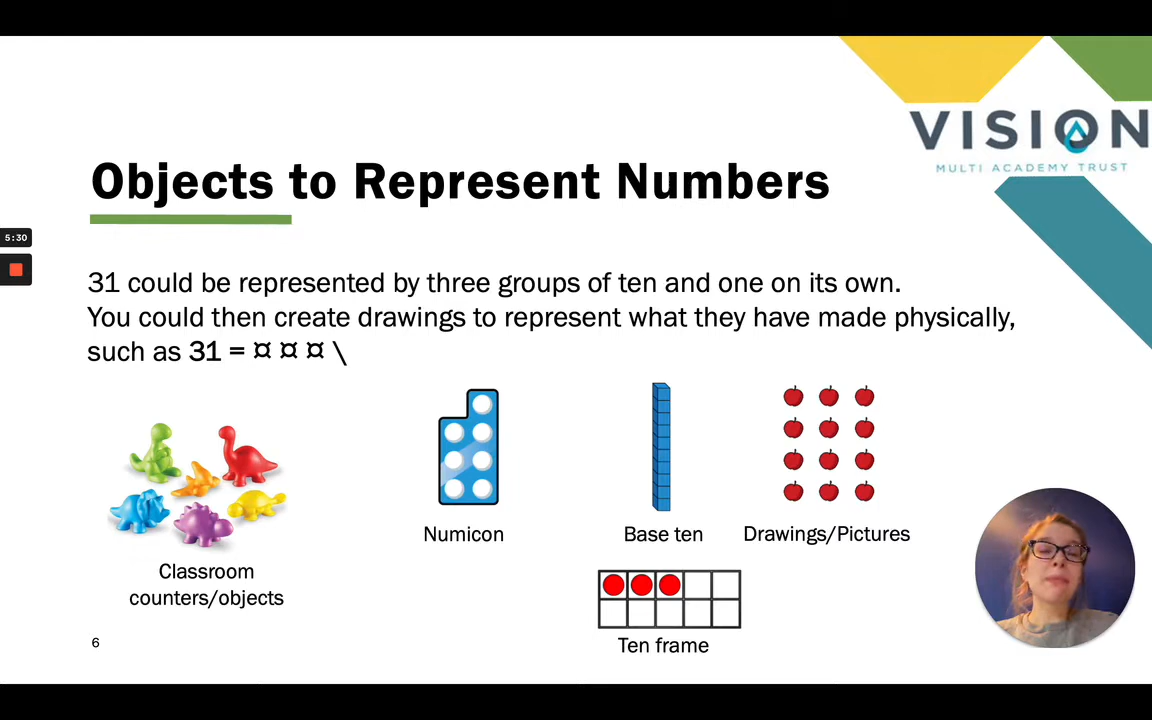 VISION
MULTI ACADEMY TRUST
Objects to Represent Numbers
5:30
31 could be represented by three groups of ten and one on its own.
You could then create drawings to represent what they have made physically,
such as 31 = ¤ ¤ ¤ \
Numicon
Base ten
Drawings/Pictures
Classroom
counters/objects
Ten frame
6